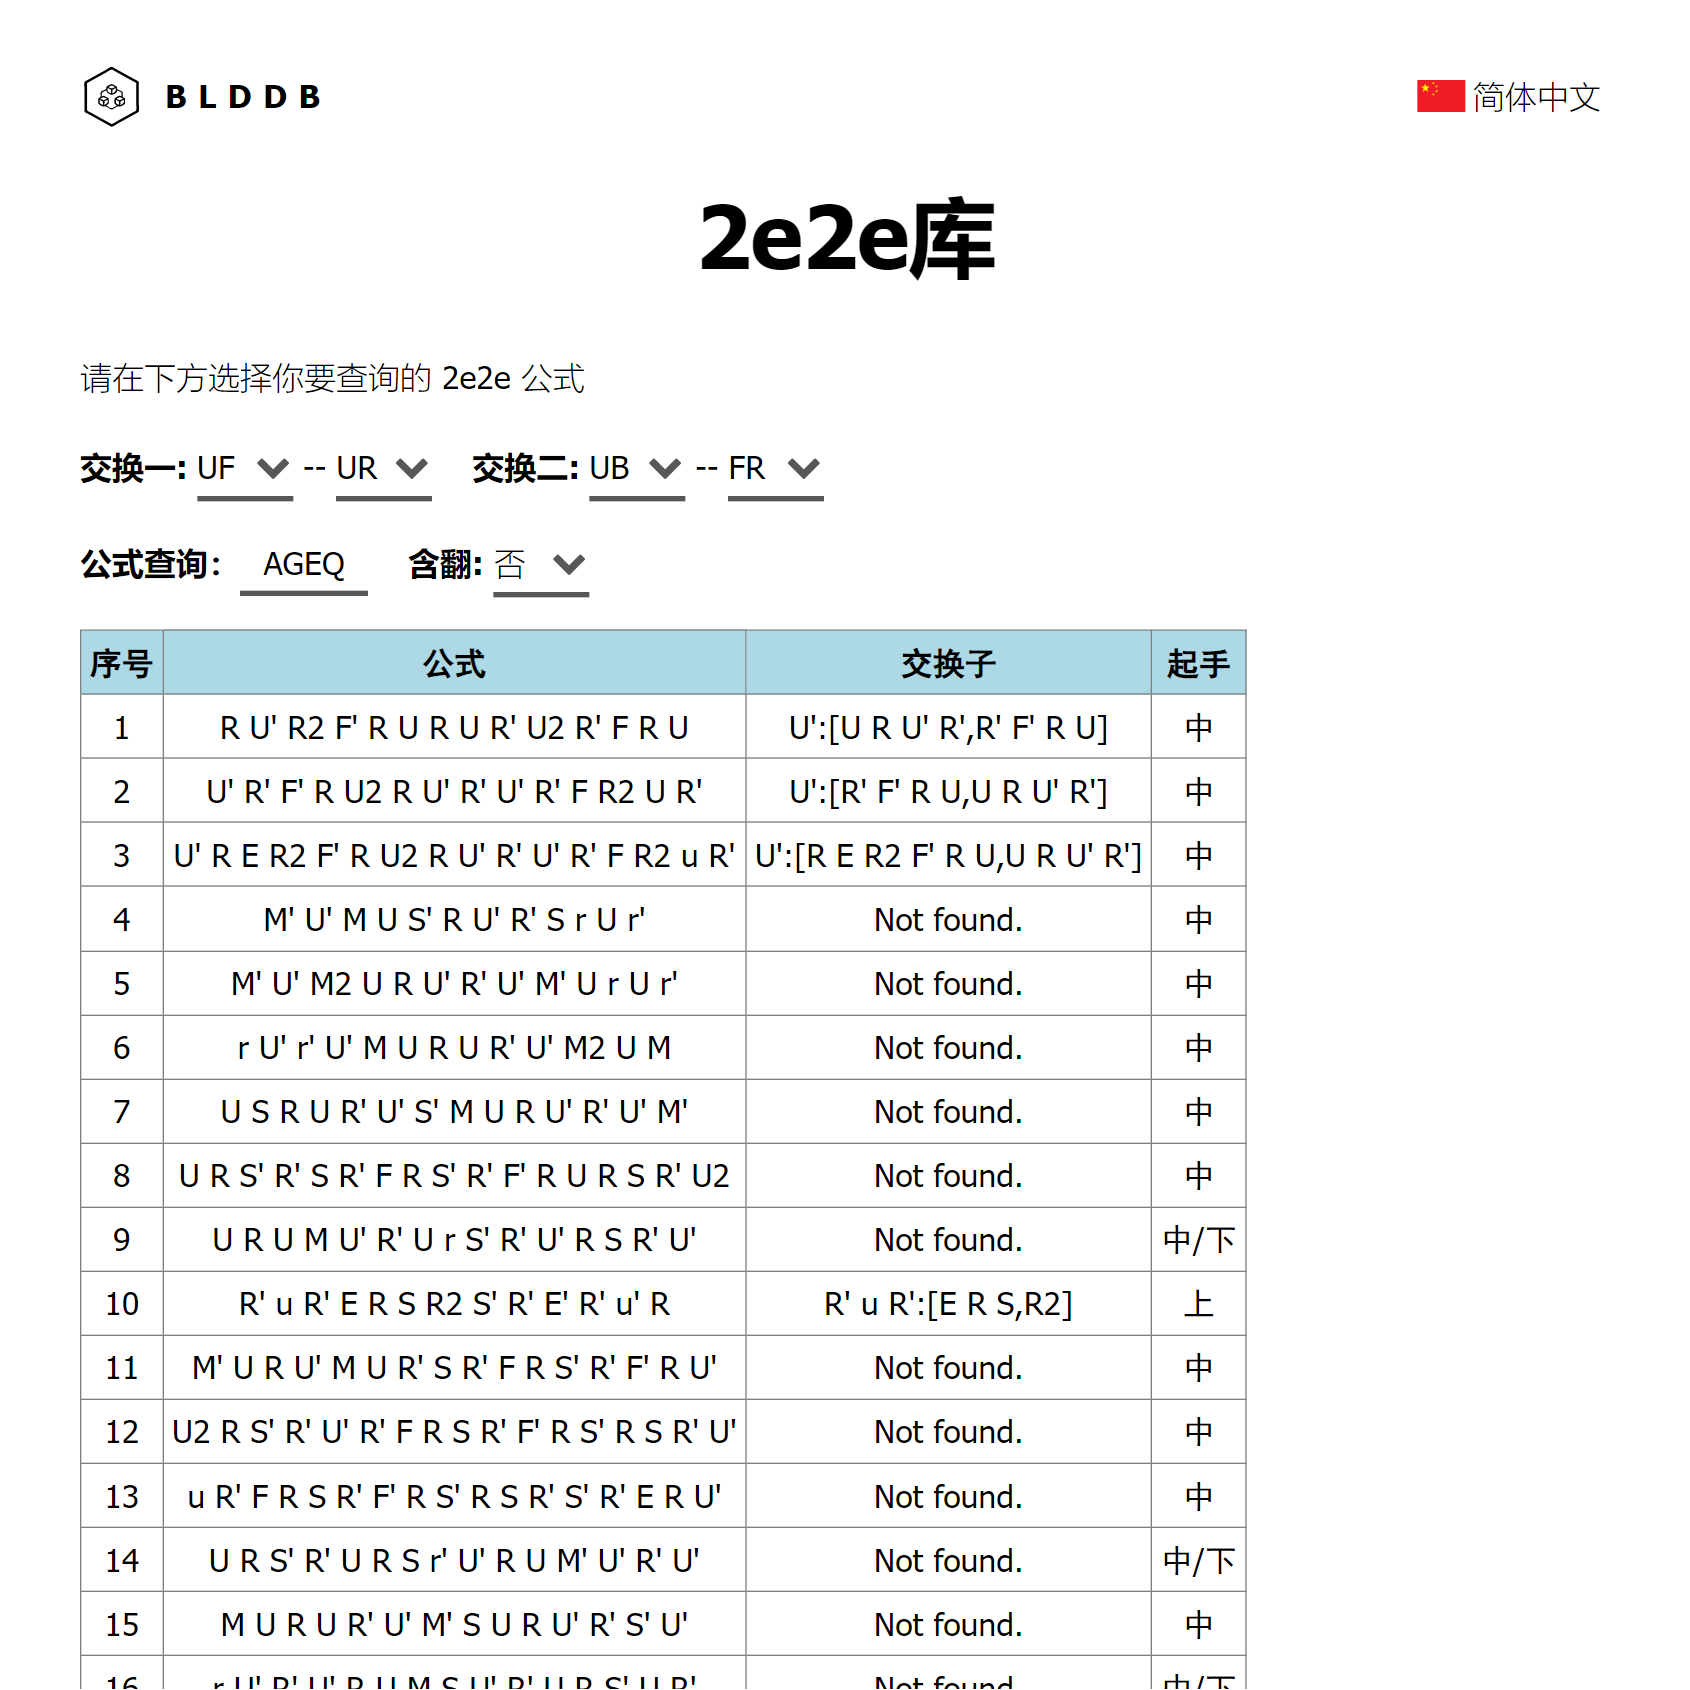 BLDDB
简体中文
2e2e库
请在下方选择你要查询的 2e2e 公式
交换一: UF -- UR 交换二: UB -- FR
公式查询： AGEQ 含翻: 否
序号 公式 交换子 起手
1 R U' R2 F' R U R U R' U2 R' F R U U':[U R U' R',R' F' R U] 中
2 U' R' F' R U2 R U' R' U' R' F R2 U R' U':[R' F' R U,U R U' R'] 中
3 U' R E R2 F' R U2 R U' R' U' R' F R2 u R' U':[R E R2 F' R U,U R U' R'] 中
4 M' U' M U S' R U' R' S r U r' Not found. 中
5 M' U' M2 U R U' R' U' M' U r U r' Not found. 中
6 r U' r' U' M U R U R' U' M2 U M Not found. 中
7 U S R U R' U' S' M U R U' R' U' M' Not found. 中
8 U R S' R' S R' F R S' R' F' R U R S R' U2 Not found. 中
9 U R U M U' R' U r S' R' U' R S R' U' Not found. 中/下
10 R' u R' E R S R2 S' R' E' R' u' R R' u R':[E R S,R2] 上
11 M' U R U' M U R' S R' F R S' R' F' R U' Not found. 中
12 U2 R S' R' U' R' F R S R' F' R S' R S R' U' Not found. 中
13 u R' F R S R' F' R S' R S R' S' R' E R U' Not found. 中
14 U R S' R' U R S r' U' R U M' U' R' U' Not found. 中/下
15 M U R U R' U' M' S U R U' R' S' U' Not found. 中
16 r U' R' U' R U M S U' R' U R S' U R' Not found. 中/下